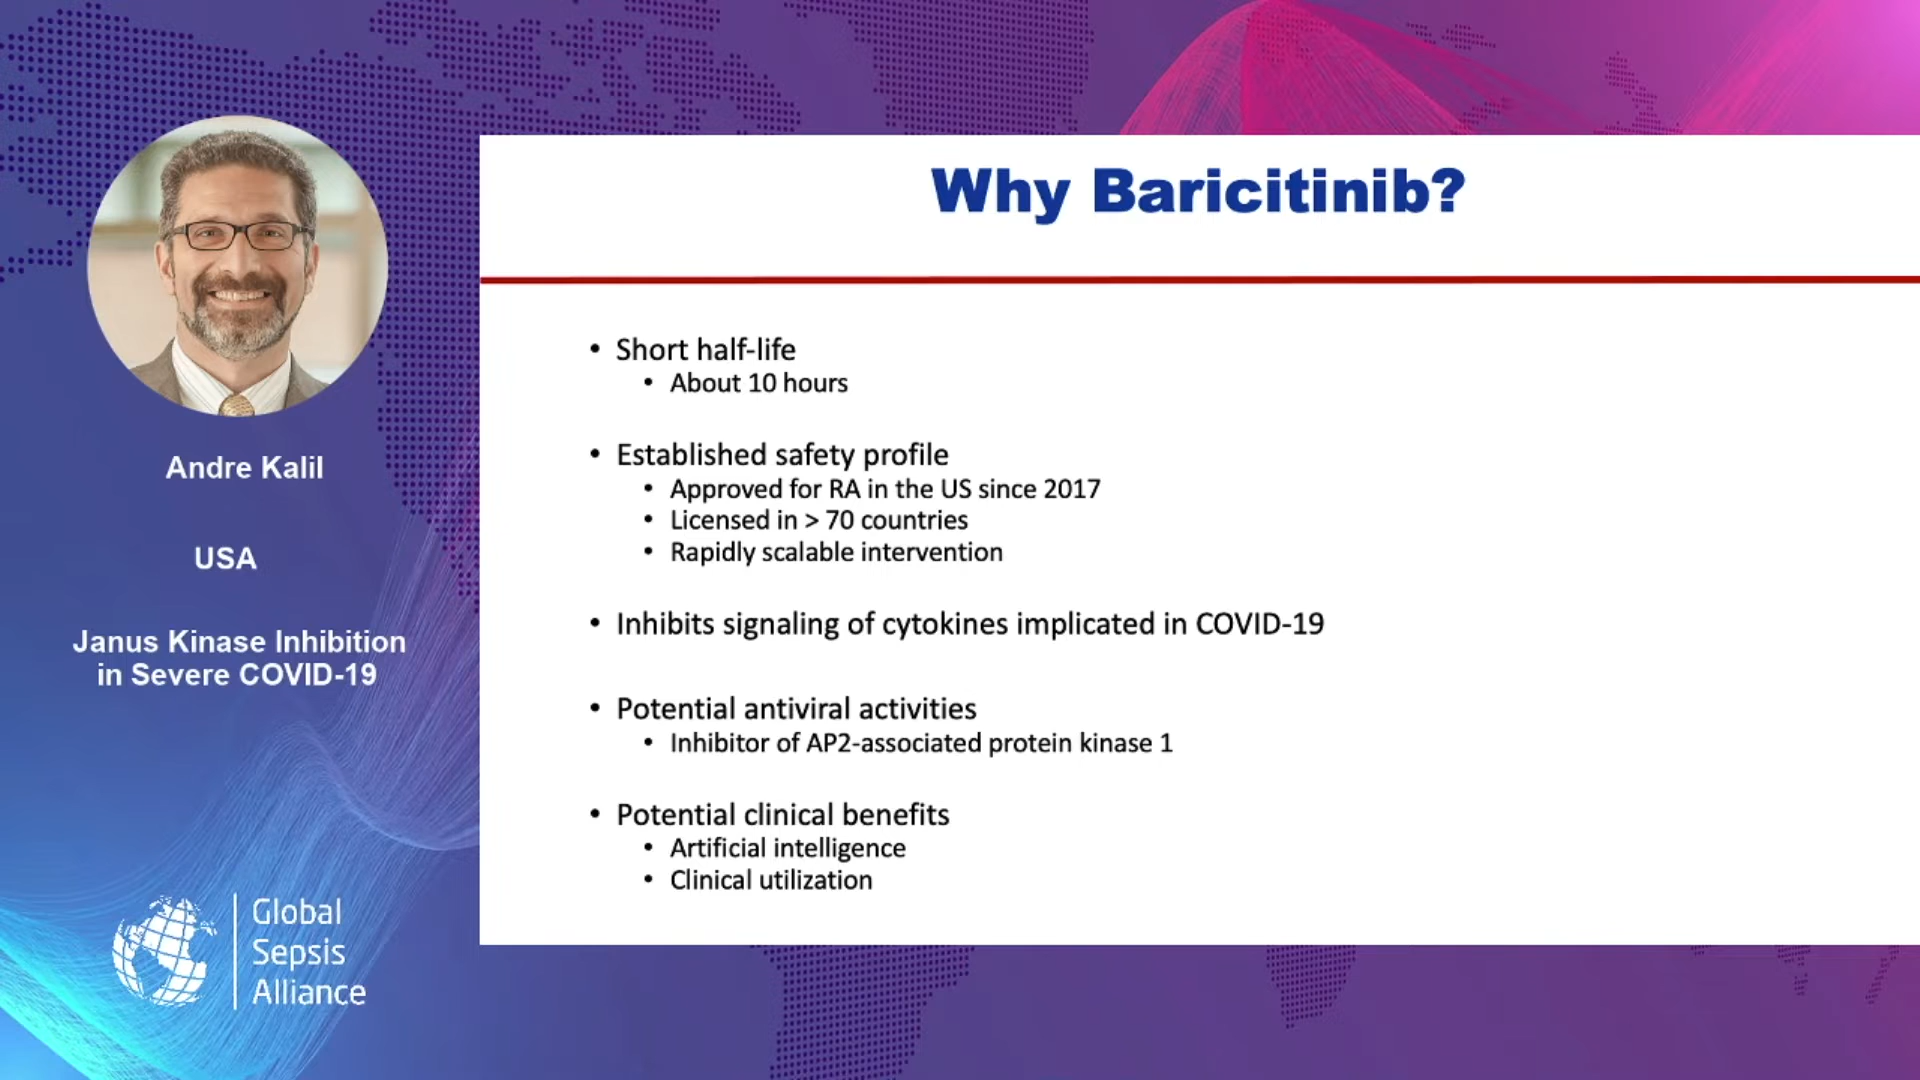 Why Baricitinib?
• Short half-life
• About 10 hours
• Established safety profile
• Approved for RA in the US since 2017
• Licensed in > 70 countries
• Rapidly scalable intervention
• Inhibits signaling of cytokines implicated in COVID-19
• Potential antiviral activities
• Inhibitor of AP2-associated protein kinase 1
• Potential clinical benefits
• Artificial intelligence
• Clinical utilization
Andre Kalil
USA
Janus Kinase Inhibition
in Severe COVID-19
Global
Sepsis
Alliance